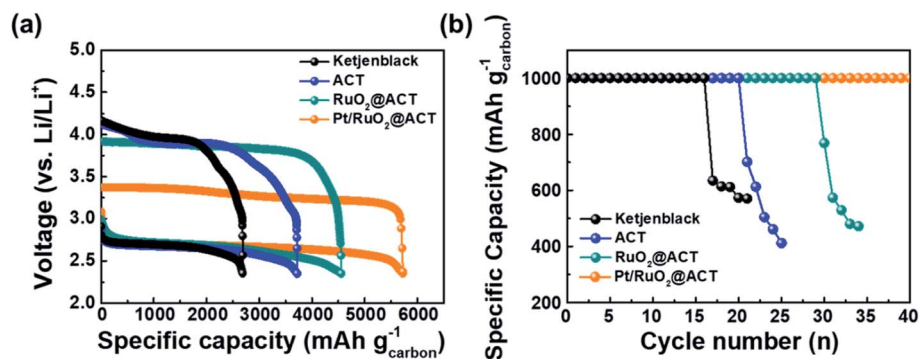 (a)
5.0
4.5
4.0
3.5
3.0
2.5
2.0
Voltage (vs. Li/Li⁺)
Ketjenblack
ACT
RuO₂@ACT
Pt/RuO₂@ACT
0 1000 2000 3000 4000 5000 6000
Specific capacity (mAh g⁻¹carbon)
(b)
1000
800
600
400
200
Specific Capacity (mAh g⁻¹carbon)
Ketjenblack
ACT
RuO₂@ACT
Pt/RuO₂@ACT
0 5 10 15 20 25 30 35 40
Cycle number (n)